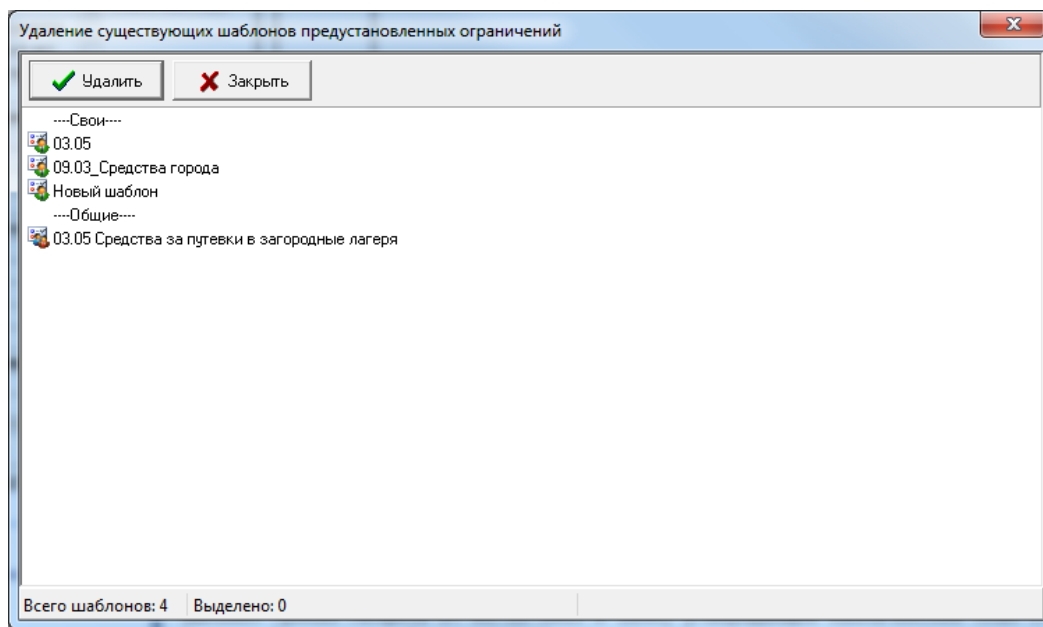 Удаление существующих шаблонов предустановленных ограничений
Удалить Закрыть
----Свои----
03.05
09.03_Средства города
Новый шаблон
----Общие----
03.05 Средства за путевки в загородные лагеря
Всего шаблонов: 4 Выделено: 0